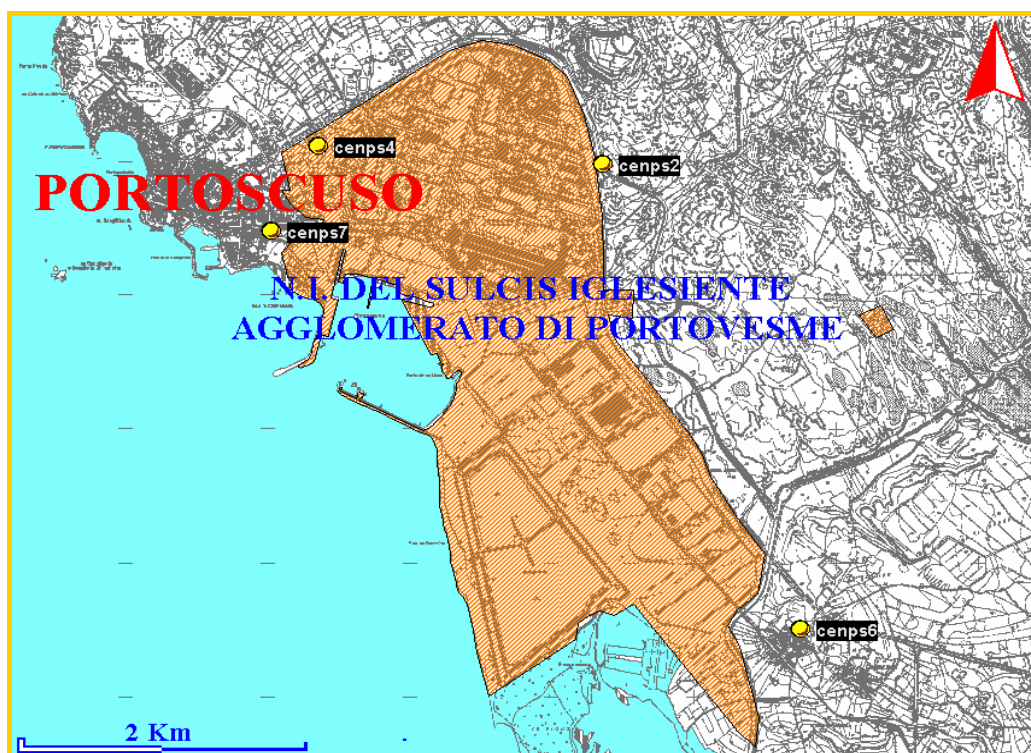 cenps4
cenps2
PORTOSCUSO
cenps7
N.I. DEL SULCIS IGLESIENTE
AGGLOMERATO DI PORTOVESME
cenps6
2 Km